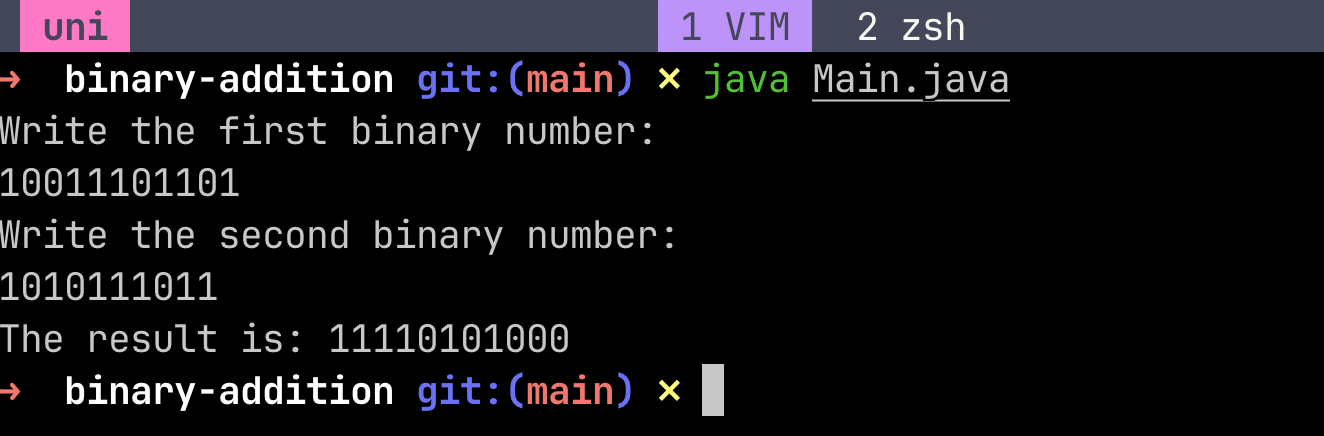 uni 1 VIM 2 zsh
→ binary-addition git:(main) × java Main.java
Write the first binary number:
10011101101
Write the second binary number:
1010111011
The result is: 11110101000
→ binary-addition git:(main) ×